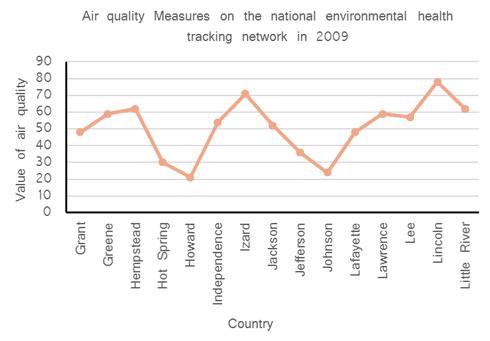 Air quality Measures on the national environmental health
tracking network in 2009
Value of air quality
90
80
70
60
50
40
30
20
10
0
Grant
Greene
Hempstead
Hot Spring
Howard
Independence
Izard
Jackson
Jefferson
Johnson
Lafayette
Lawrence
Lee
Lincoln
Little River
Country